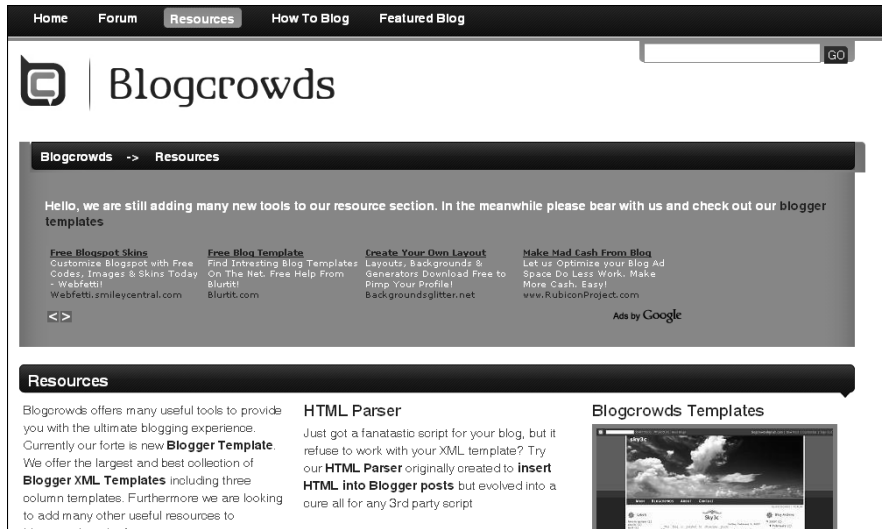 Home Forum Resources How To Blog Featured Blog
GO
Blogcrowds
Blogcrowds -> Resources
Hello, we are still adding many new tools to our resource section. In the meanwhile please bear with us and check out our blogger
templates
Free Blogspot Skins
Customize Blogspot with Free
Codes, Images & Skins Today
- Webfetti!
Webfetti.smileycentral.com
Free Blog Template
Find Intresting Blog Templates
On The Net. Free Help From
Blurtit!
Blurtit.com
Create Your Own Layout
Layouts, Backgrounds &
Generators Download Free to
Pimp Your Profile!
Backgroundsglitter.net
Make Mad Cash From Blog
Let us Optimize your Blog Ad
Space Do Less Work. Make
More Cash. Easy!
www.RubiconProject.com
< >
Ads by Google
Resources
Blogcrowds offers many useful tools to provide
you with the ultimate blogging experience.
Currently our forte is new Blogger Template.
We offer the largest and best collection of
Blogger XML Templates including three
column templates. Furthermore we are looking
to add many other useful resources to
HTML Parser
Just got a fanatastic script for your blog, but it
refuse to work with your XML template? Try
our HTML Parser originally created to insert
HTML into Blogger posts but evolved into a
cure all for any 3rd party script
Blogcrowds Templates
sky3c